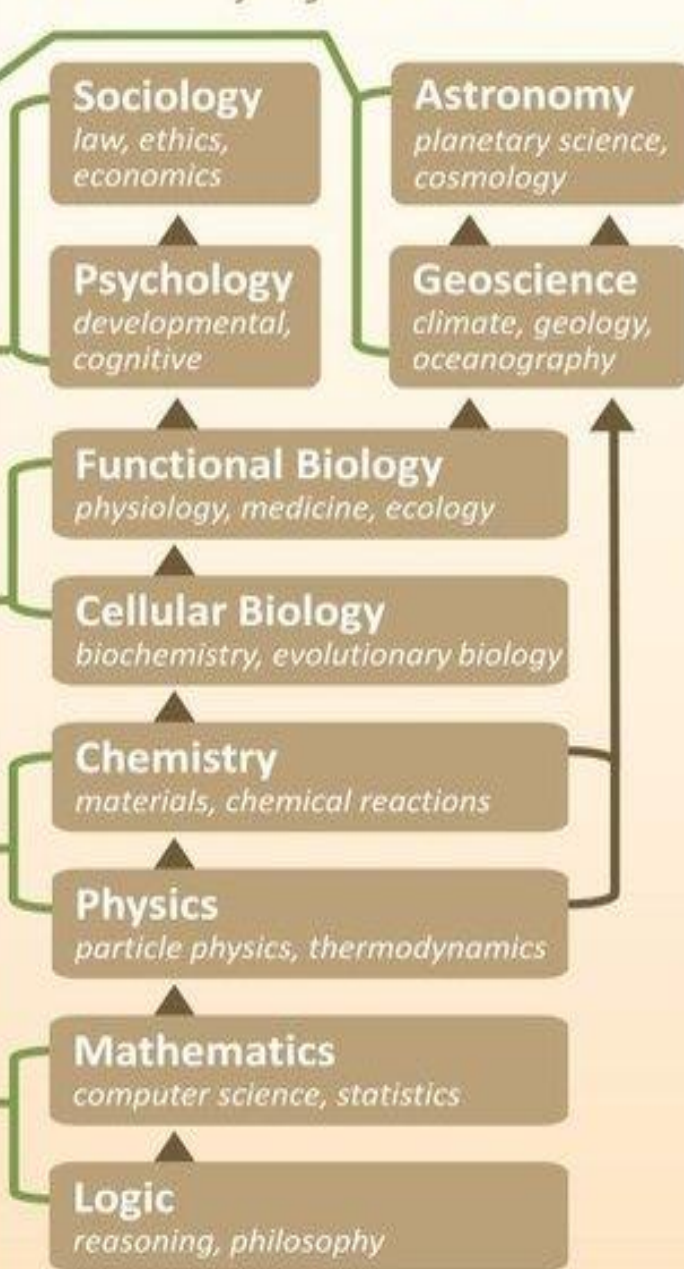 Sociology
law, ethics,
economics
Astronomy
planetary science,
cosmology
Psychology
developmental,
cognitive
Geoscience
climate, geology,
oceanography
Functional Biology
physiology, medicine, ecology
Cellular Biology
biochemistry, evolutionary biology
Chemistry
materials, chemical reactions
Physics
particle physics, thermodynamics
Mathematics
computer science, statistics
Logic
reasoning, philosophy